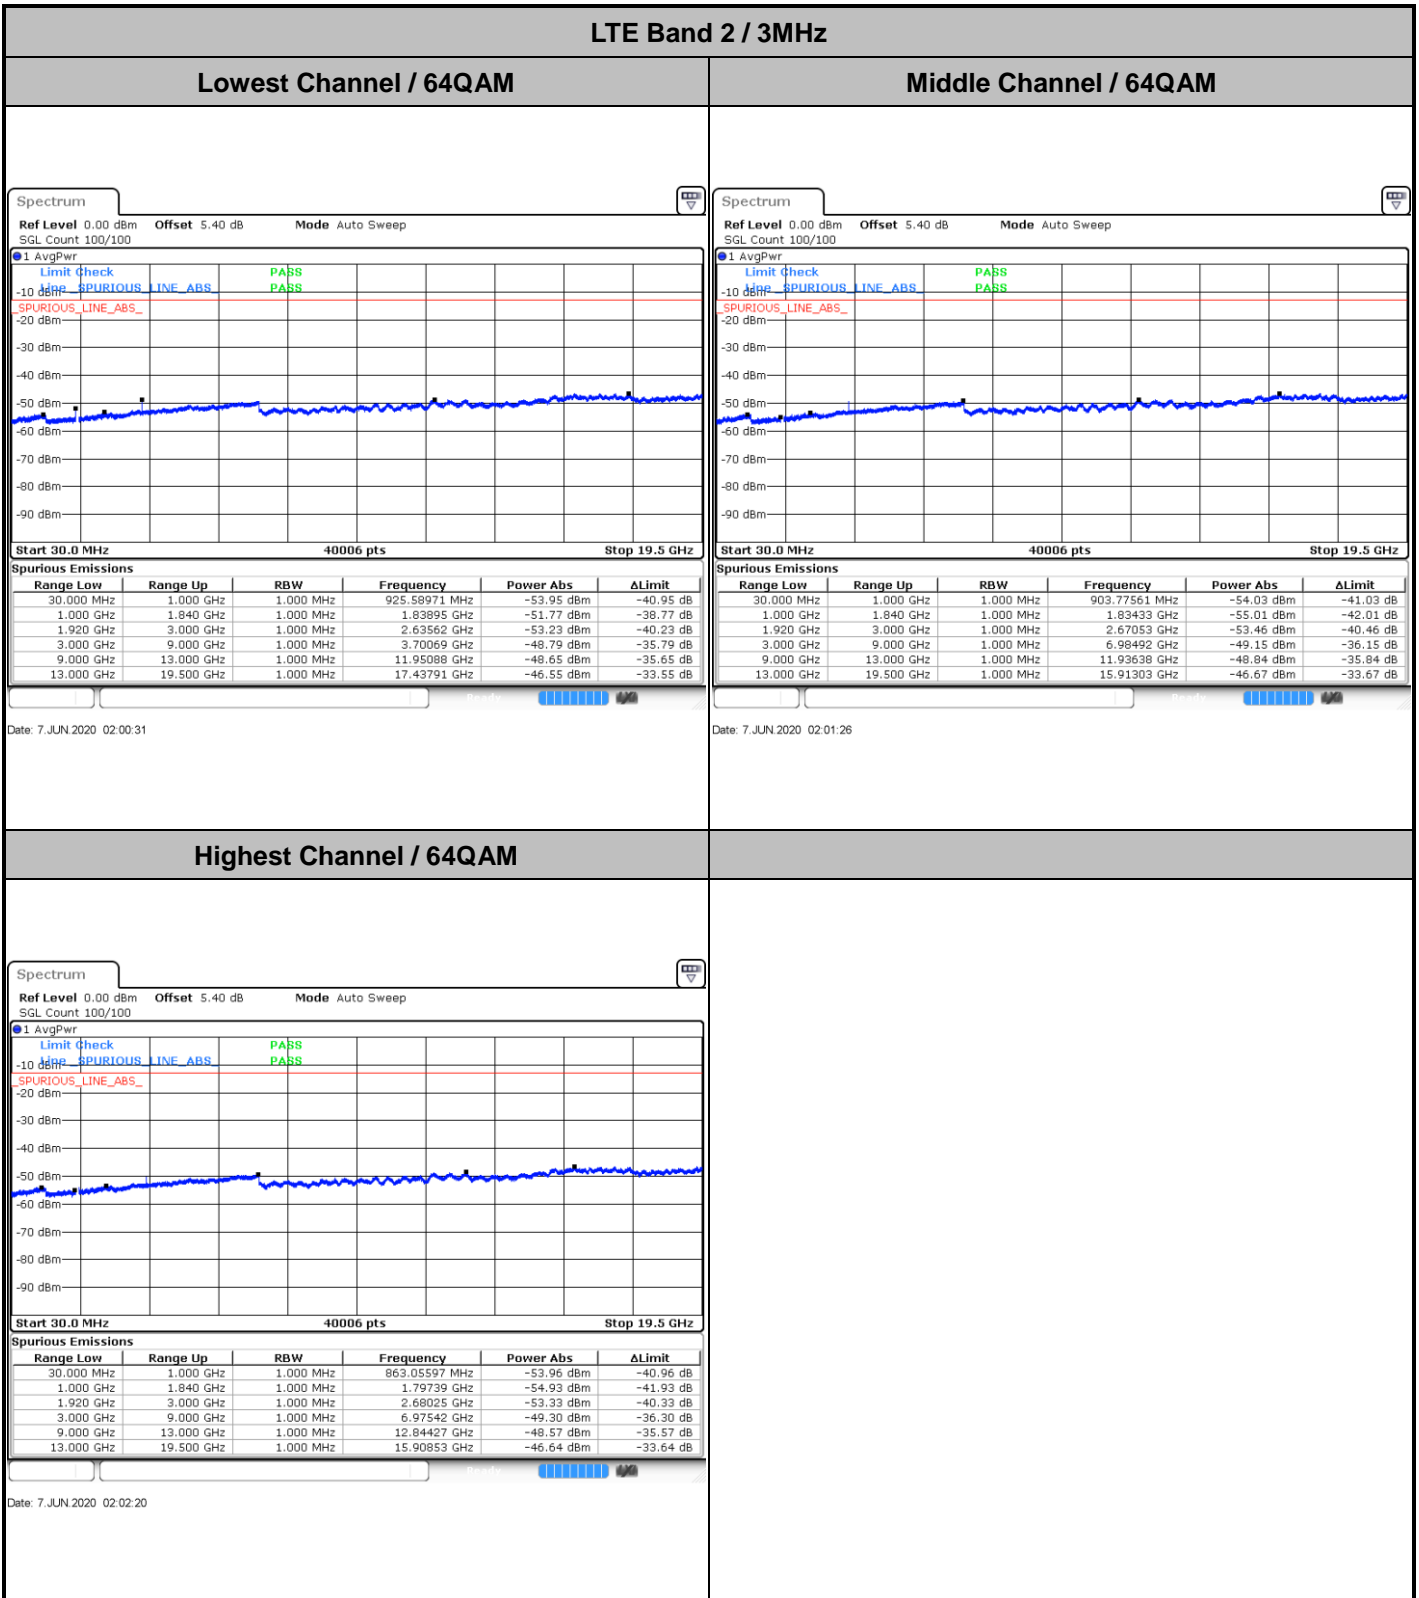 LTE Band 2 / 3MHz
Lowest Channel / 64QAM
Middle Channel / 64QAM
Spectrum
Ref Level 0.00 dBm Offset 5.40 dB Mode Auto Sweep
SGL Count 100/100
1 AvgPwr
Limit Check PASS
Line _SPURIOUS_LINE_ABS_ PASS
-10 dBm
_SPURIOUS_LINE_ABS_
-20 dBm
-30 dBm
-40 dBm
-50 dBm
-60 dBm
-70 dBm
-80 dBm
-90 dBm
Start 30.0 MHz 40006 pts Stop 19.5 GHz
Spurious Emissions
Range Low Range Up RBW Frequency Power Abs ΔLimit
30.000 MHz 1.000 GHz 1.000 MHz 925.58971 MHz -53.95 dBm -40.95 dB
1.000 GHz 1.840 GHz 1.000 MHz 1.83895 GHz -51.77 dBm -38.77 dB
1.920 GHz 3.000 GHz 1.000 MHz 2.63562 GHz -53.23 dBm -40.23 dB
3.000 GHz 9.000 GHz 1.000 MHz 3.70069 GHz -48.79 dBm -35.79 dB
9.000 GHz 13.000 GHz 1.000 MHz 11.95088 GHz -48.65 dBm -35.65 dB
13.000 GHz 19.500 GHz 1.000 MHz 17.43791 GHz -46.55 dBm -33.55 dB
Ready
Date: 7.JUN.2020 02:00:31
Spectrum
Ref Level 0.00 dBm Offset 5.40 dB Mode Auto Sweep
SGL Count 100/100
1 AvgPwr
Limit Check PASS
Line _SPURIOUS_LINE_ABS_ PASS
-10 dBm
_SPURIOUS_LINE_ABS_
-20 dBm
-30 dBm
-40 dBm
-50 dBm
-60 dBm
-70 dBm
-80 dBm
-90 dBm
Start 30.0 MHz 40006 pts Stop 19.5 GHz
Spurious Emissions
Range Low Range Up RBW Frequency Power Abs ΔLimit
30.000 MHz 1.000 GHz 1.000 MHz 903.77561 MHz -54.03 dBm -41.03 dB
1.000 GHz 1.840 GHz 1.000 MHz 1.83433 GHz -55.01 dBm -42.01 dB
1.920 GHz 3.000 GHz 1.000 MHz 2.67053 GHz -53.46 dBm -40.46 dB
3.000 GHz 9.000 GHz 1.000 MHz 6.98492 GHz -49.15 dBm -36.15 dB
9.000 GHz 13.000 GHz 1.000 MHz 11.93638 GHz -48.84 dBm -35.84 dB
13.000 GHz 19.500 GHz 1.000 MHz 15.91303 GHz -46.67 dBm -33.67 dB
Ready
Date: 7.JUN.2020 02:01:26
Highest Channel / 64QAM
Spectrum
Ref Level 0.00 dBm Offset 5.40 dB Mode Auto Sweep
SGL Count 100/100
1 AvgPwr
Limit Check PASS
Line _SPURIOUS_LINE_ABS_ PASS
-10 dBm
_SPURIOUS_LINE_ABS_
-20 dBm
-30 dBm
-40 dBm
-50 dBm
-60 dBm
-70 dBm
-80 dBm
-90 dBm
Start 30.0 MHz 40006 pts Stop 19.5 GHz
Spurious Emissions
Range Low Range Up RBW Frequency Power Abs ΔLimit
30.000 MHz 1.000 GHz 1.000 MHz 863.05597 MHz -53.96 dBm -40.96 dB
1.000 GHz 1.840 GHz 1.000 MHz 1.79739 GHz -54.93 dBm -41.93 dB
1.920 GHz 3.000 GHz 1.000 MHz 2.68025 GHz -53.33 dBm -40.33 dB
3.000 GHz 9.000 GHz 1.000 MHz 6.97542 GHz -49.30 dBm -36.30 dB
9.000 GHz 13.000 GHz 1.000 MHz 12.84427 GHz -48.57 dBm -35.57 dB
13.000 GHz 19.500 GHz 1.000 MHz 15.90853 GHz -46.64 dBm -33.64 dB
Ready
Date: 7.JUN.2020 02:02:20